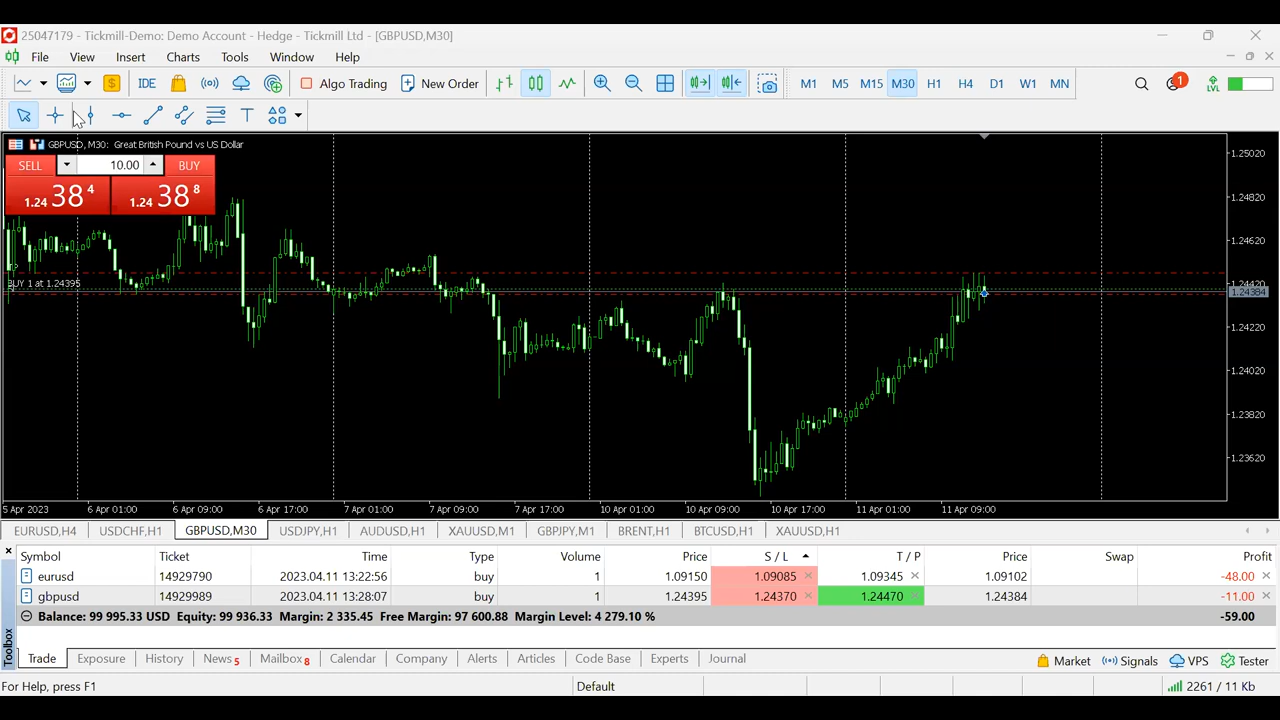 25047179 - Tickmill-Demo: Demo Account - Hedge - Tickmill Ltd - [GBPUSD,M30]
File View Insert Charts Tools Window Help
IDE Algo Trading New Order M1 M5 M15 M30 H1 H4 D1 W1 MN 1 LVL
T
GBPUSD, M30: Great British Pound vs US Dollar
SELL 10.00 BUY
1.24 38 4 1.24 38 8
BUY 1 at 1.24395
1.25020
1.24820
1.24620
1.24420
1.24384
1.24220
1.24020
1.23820
1.23620
5 Apr 2023 6 Apr 01:00 6 Apr 09:00 6 Apr 17:00 7 Apr 01:00 7 Apr 09:00 7 Apr 17:00 10 Apr 01:00 10 Apr 09:00 10 Apr 17:00 11 Apr 01:00 11 Apr 09:00
EURUSD,H4 USDCHF,H1 GBPUSD,M30 USDJPY,H1 AUDUSD,H1 XAUUSD,M1 GBPJPY,M1 BRENT,H1 BTCUSD,H1 XAUUSD,H1
Symbol Ticket Time Type Volume Price S / L T / P Price Swap Profit
eurusd 14929790 2023.04.11 13:22:56 buy 1 1.09150 1.09085 1.09345 1.09102 -48.00
gbpusd 14929989 2023.04.11 13:28:07 buy 1 1.24395 1.24370 1.24470 1.24384 -11.00
Balance: 99 995.33 USD Equity: 99 936.33 Margin: 2 335.45 Free Margin: 97 600.88 Margin Level: 4 279.10 % -59.00
Toolbox
Trade Exposure History News 5 Mailbox 8 Calendar Company Alerts Articles Code Base Experts Journal Market Signals VPS Tester
For Help, press F1 Default 2261 / 11 Kb